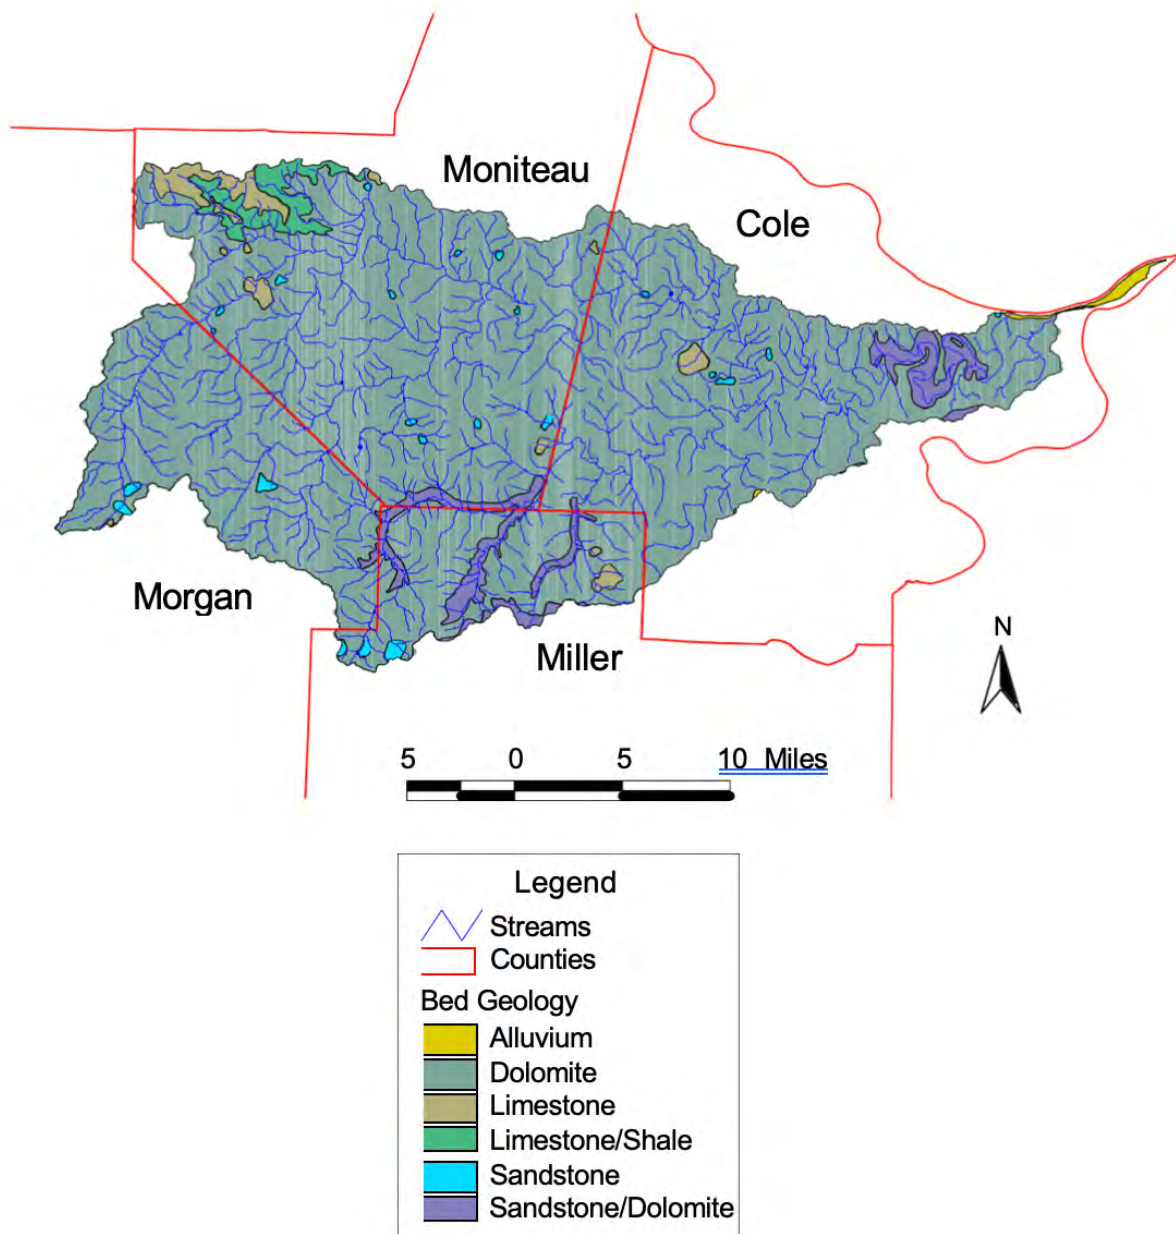 Moniteau
Cole
Morgan
Miller
N
5 0 5 10 Miles
Legend
Streams
Counties
Bed Geology
Alluvium
Dolomite
Limestone
Limestone/Shale
Sandstone
Sandstone/Dolomite